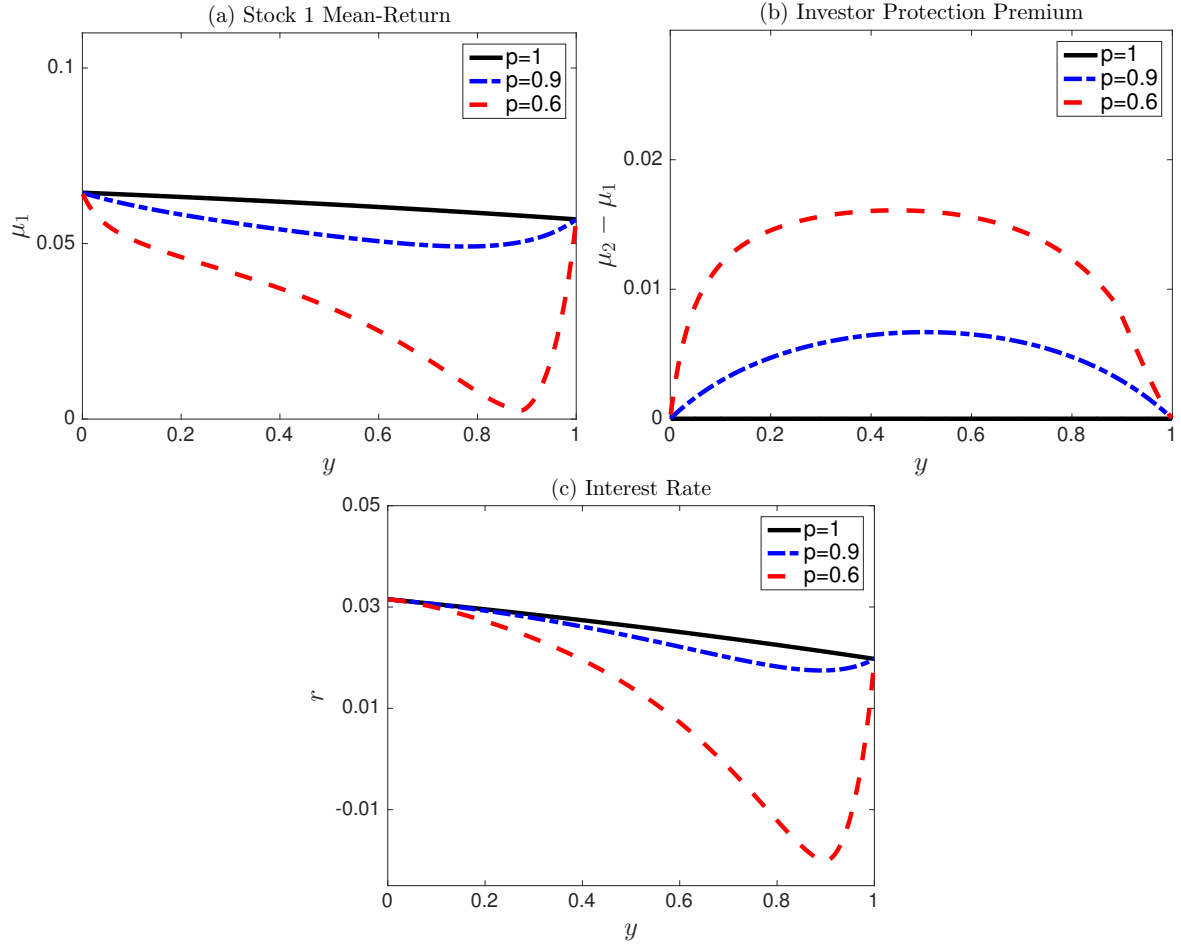 (a) Stock 1 Mean-Return
0.1
0.05
0
μ₁
p=1
p=0.9
p=0.6
0 0.2 0.4 0.6 0.8 1
y
(b) Investor Protection Premium
0.02
0.01
0
μ₂ − μ₁
p=1
p=0.9
p=0.6
0 0.2 0.4 0.6 0.8 1
y
(c) Interest Rate
0.05
0.03
0.01
-0.01
r
p=1
p=0.9
p=0.6
0 0.2 0.4 0.6 0.8 1
y